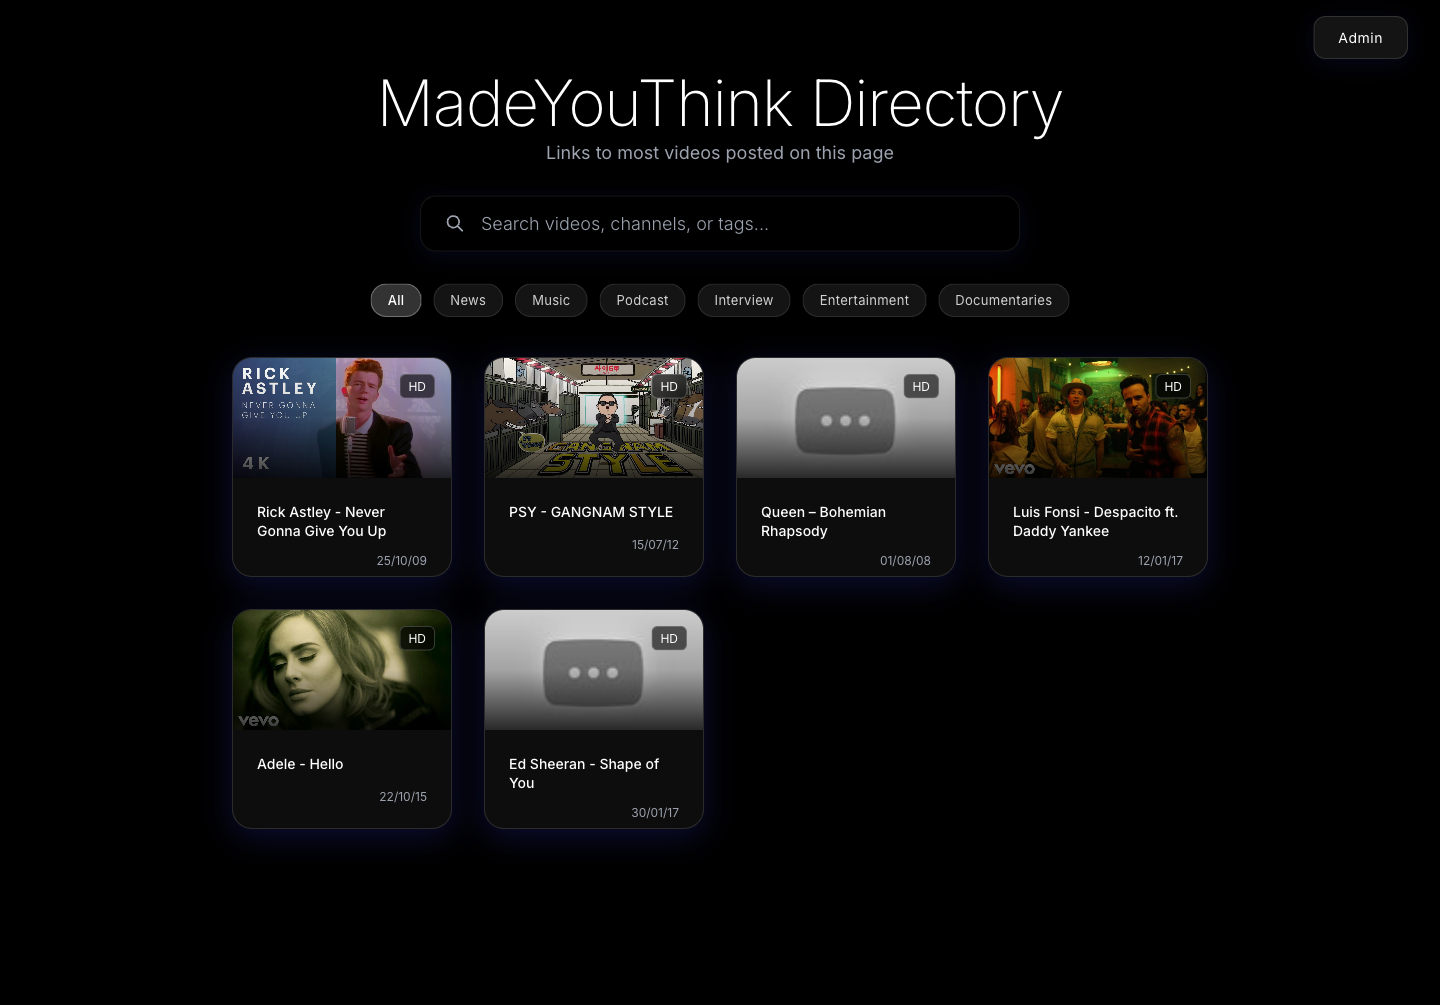 Admin
MadeYouThink Directory
Links to most videos posted on this page
Search videos, channels, or tags...
All
News
Music
Podcast
Interview
Entertainment
Documentaries
RICK
ASTLEY
NEVER GONNA
GIVE YOU UP
4K
HD
Rick Astley - Never
Gonna Give You Up
25/10/09
HD
STYLE
PSY - GANGNAM STYLE
15/07/12
HD
Queen – Bohemian
Rhapsody
01/08/08
HD
vevo
Luis Fonsi - Despacito ft.
Daddy Yankee
12/01/17
HD
vevo
Adele - Hello
22/10/15
HD
Ed Sheeran - Shape of
You
30/01/17